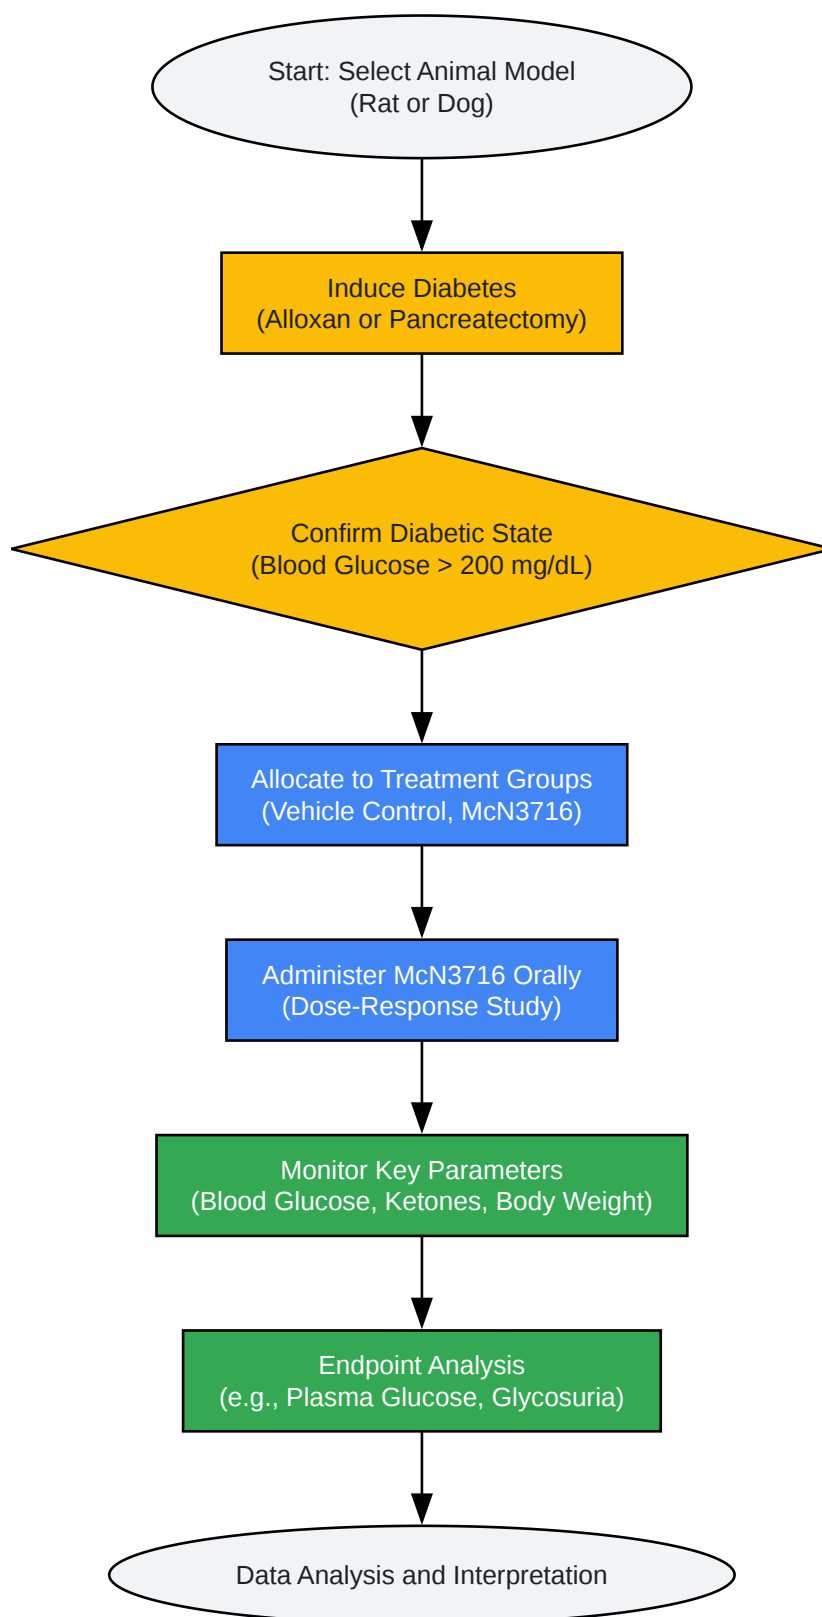 Start: Select Animal Model
(Rat or Dog)
Induce Diabetes
(Alloxan or Pancreatectomy)
Confirm Diabetic State
(Blood Glucose > 200 mg/dL)
Allocate to Treatment Groups
(Vehicle Control, McN3716)
Administer McN3716 Orally
(Dose-Response Study)
Monitor Key Parameters
(Blood Glucose, Ketones, Body Weight)
Endpoint Analysis
(e.g., Plasma Glucose, Glycosuria)
Data Analysis and Interpretation